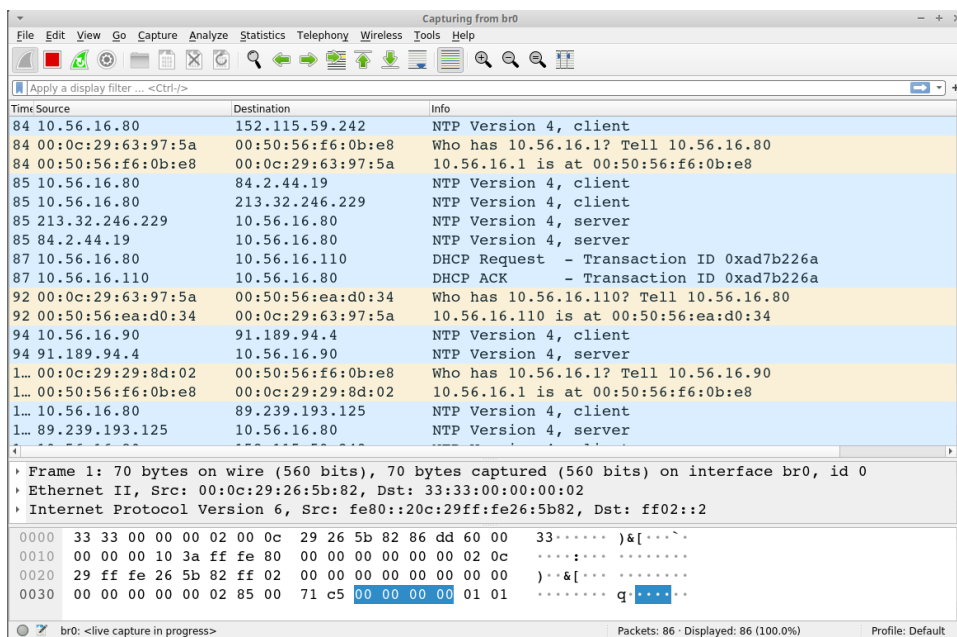 Capturing from br0
File Edit View Go Capture Analyze Statistics Telephony Wireless Tools Help
Apply a display filter ... <Ctrl-/>
Time Source Destination Info
84 10.56.16.80 152.115.59.242 NTP Version 4, client
84 00:0c:29:63:97:5a 00:50:56:f6:0b:e8 Who has 10.56.16.1? Tell 10.56.16.80
84 00:50:56:f6:0b:e8 00:0c:29:63:97:5a 10.56.16.1 is at 00:50:56:f6:0b:e8
85 10.56.16.80 84.2.44.19 NTP Version 4, client
85 10.56.16.80 213.32.246.229 NTP Version 4, client
85 213.32.246.229 10.56.16.80 NTP Version 4, server
85 84.2.44.19 10.56.16.80 NTP Version 4, server
87 10.56.16.80 10.56.16.110 DHCP Request - Transaction ID 0xad7b226a
87 10.56.16.110 10.56.16.80 DHCP ACK - Transaction ID 0xad7b226a
92 00:0c:29:63:97:5a 00:50:56:ea:d0:34 Who has 10.56.16.110? Tell 10.56.16.80
92 00:50:56:ea:d0:34 00:0c:29:63:97:5a 10.56.16.110 is at 00:50:56:ea:d0:34
94 10.56.16.90 91.189.94.4 NTP Version 4, client
94 91.189.94.4 10.56.16.90 NTP Version 4, server
1… 00:0c:29:29:8d:02 00:50:56:f6:0b:e8 Who has 10.56.16.1? Tell 10.56.16.90
1… 00:50:56:f6:0b:e8 00:0c:29:29:8d:02 10.56.16.1 is at 00:50:56:f6:0b:e8
1… 10.56.16.80 89.239.193.125 NTP Version 4, client
1… 89.239.193.125 10.56.16.80 NTP Version 4, server
Frame 1: 70 bytes on wire (560 bits), 70 bytes captured (560 bits) on interface br0, id 0
Ethernet II, Src: 00:0c:29:26:5b:82, Dst: 33:33:00:00:00:02
Internet Protocol Version 6, Src: fe80::20c:29ff:fe26:5b82, Dst: ff02::2
0000 33 33 00 00 00 02 00 0c 29 26 5b 82 86 dd 60 00 33······ )&[···`·
0010 00 00 00 10 3a ff fe 80 00 00 00 00 00 00 02 0c ····:··· ········
0020 29 ff fe 26 5b 82 ff 02 00 00 00 00 00 00 00 00 )··&[··· ········
0030 00 00 00 00 00 02 85 00 71 c5 00 00 00 00 01 01 ········ q·······
br0: <live capture in progress> Packets: 86 · Displayed: 86 (100.0%) Profile: Default